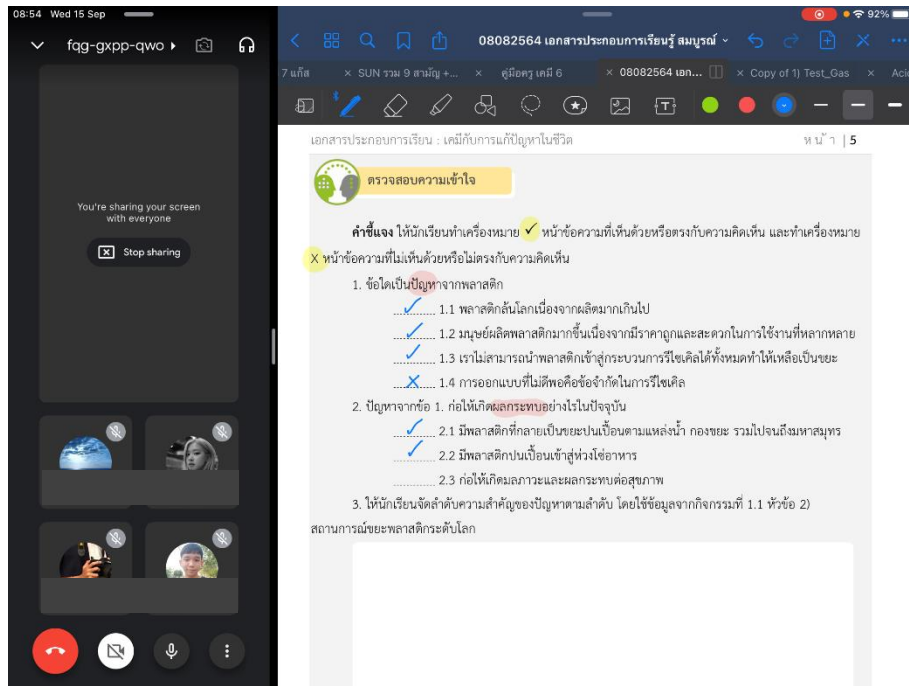 08:54 Wed 15 Sep
92%
fqg-gxpp-qwo
You're sharing your screen
with everyone
Stop sharing
08082564 เอกสารประกอบการเรียนรู้ สมบูรณ์
7 แก๊ส
SUN รวม 9 สามัญ +...
คู่มือครู เคมี 6
08082564 เอก...
Copy of 1) Test_Gas
Acid
เอกสารประกอบการเรียน : เคมีกับการแก้ปัญหาในชีวิต
หน้า | 5
ตรวจสอบความเข้าใจ
คำชี้แจง ให้นักเรียนทำเครื่องหมาย ✓ หน้าข้อความที่เห็นด้วยหรือตรงกับความคิดเห็น และทำเครื่องหมาย
X หน้าข้อความที่ไม่เห็นด้วยหรือไม่ตรงกับความคิดเห็น
1. ข้อใดเป็นปัญหาจากพลาสติก
✓ 1.1 พลาสติกล้นโลกเนื่องจากผลิตมากเกินไป
✓ 1.2 มนุษย์ผลิตพลาสติกมากขึ้นเนื่องจากมีราคาถูกและสะดวกในการใช้งานที่หลากหลาย
✓ 1.3 เราไม่สามารถนำพลาสติกเข้าสู่กระบวนการรีไซเคิลได้ทั้งหมดทำให้เหลือเป็นขยะ
X 1.4 การออกแบบที่ไม่ดีพอคือข้อจำกัดในการรีไซเคิล
2. ปัญหาจากข้อ 1. ก่อให้เกิดผลกระทบอย่างไรในปัจจุบัน
✓ 2.1 มีพลาสติกที่กลายเป็นขยะปนเปื้อนตามแหล่งน้ำ กองขยะ รวมไปจนถึงมหาสมุทร
✓ 2.2 มีพลาสติกปนเปื้อนเข้าสู่ห่วงโซ่อาหาร
2.3 ก่อให้เกิดมลภาวะและผลกระทบต่อสุขภาพ
3. ให้นักเรียนจัดลำดับความสำคัญของปัญหาตามลำดับ โดยใช้ข้อมูลจากกิจกรรมที่ 1.1 หัวข้อ 2)
สถานการณ์ขยะพลาสติกระดับโลก